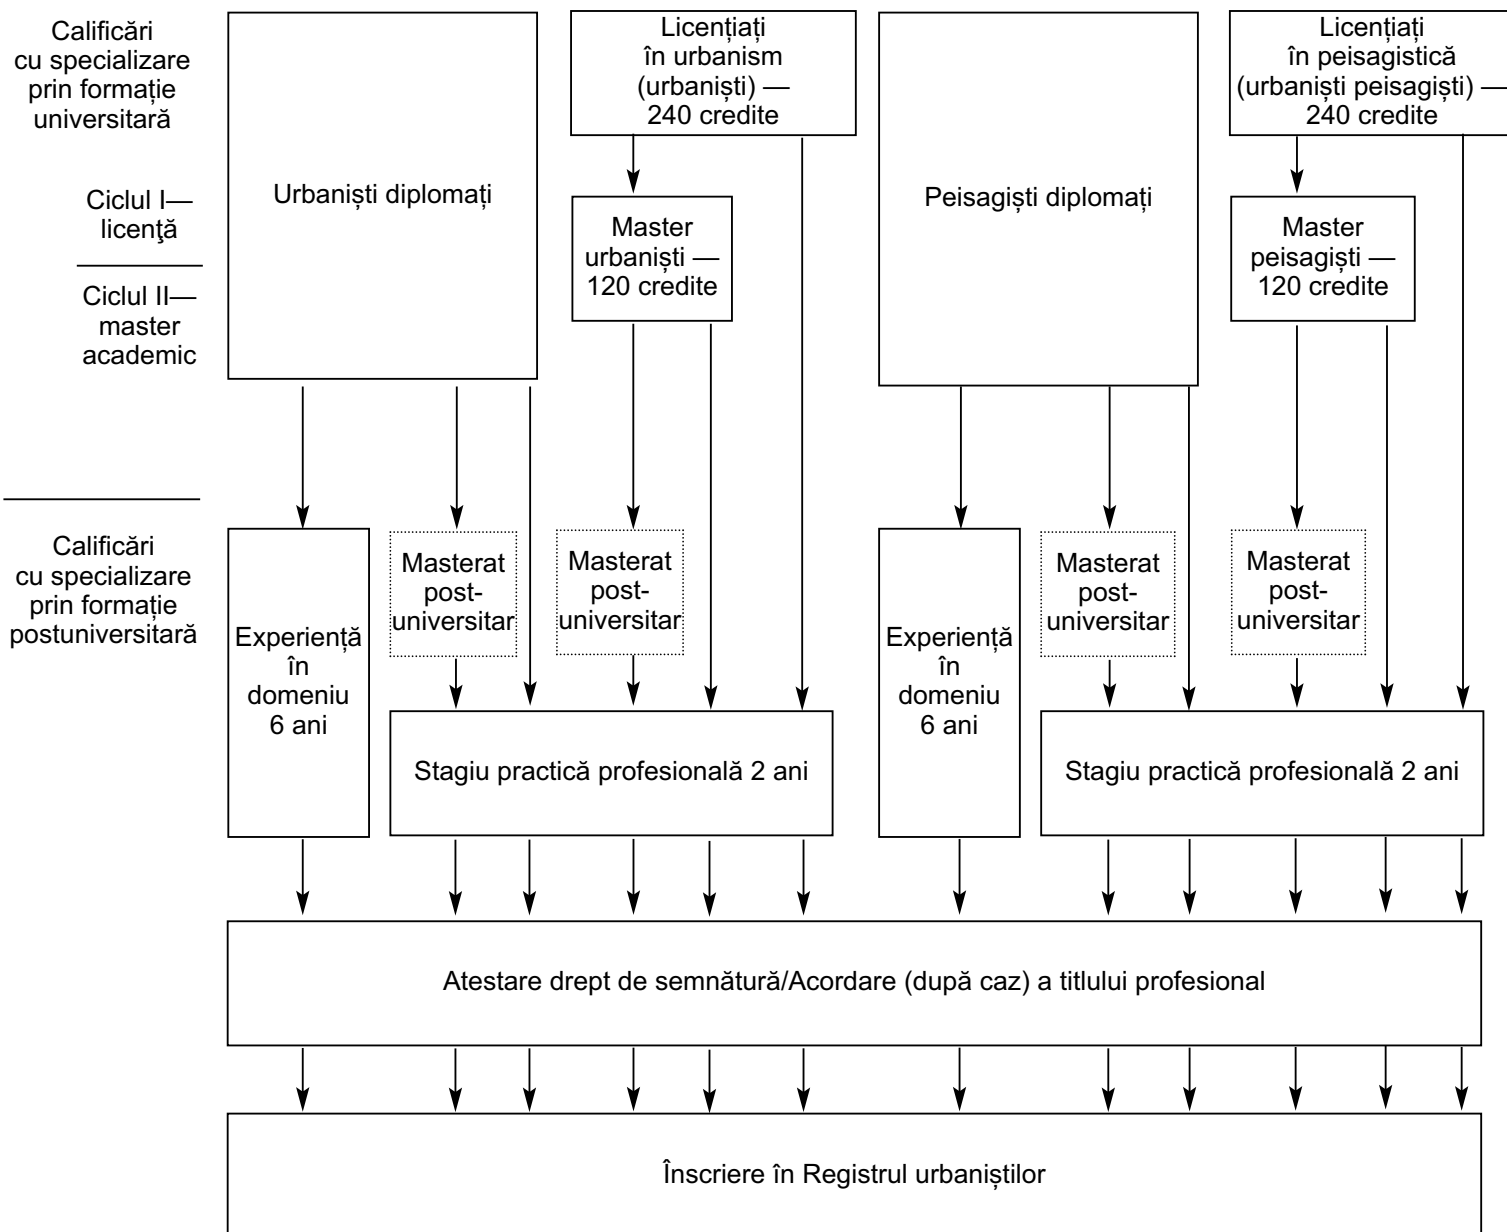 Calificări
cu specializare
prin formație
universitară
Ciclul I—
licenţă
Ciclul II—
master
academic
Calificări
cu specializare
prin formație
postuniversitară
Urbaniști diplomați
Licențiați
în urbanism
(urbaniști) —
240 credite
Master
urbaniști —
120 credite
Peisagiști diplomați
Licențiați
în peisagistică
(urbaniști peisagiști) —
240 credite
Master
peisagiști —
120 credite
Experiență
în
domeniu
6 ani
Masterat
post-
universitar
Masterat
post-
universitar
Stagiu practică profesională 2 ani
Experiență
în
domeniu
6 ani
Masterat
post-
universitar
Masterat
post-
universitar
Stagiu practică profesională 2 ani
Atestare drept de semnătură/Acordare (după caz) a titlului profesional
Înscriere în Registrul urbaniștilor